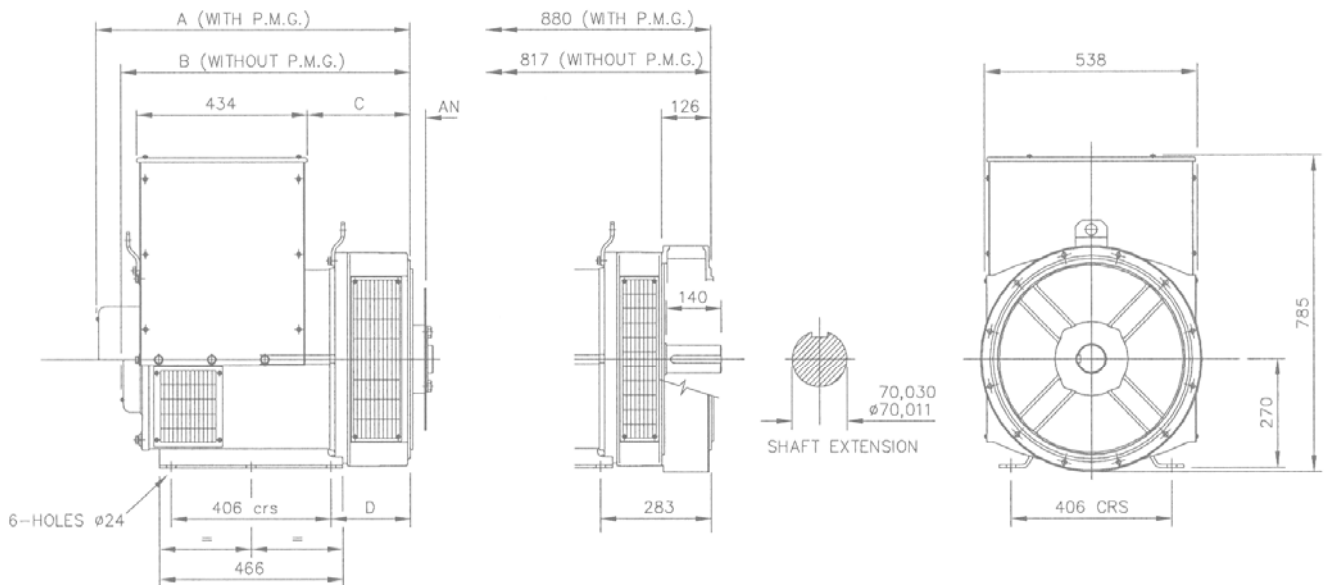 A (WITH P.M.G.)
B (WITHOUT P.M.G.)
434
C
AN
880 (WITH P.M.G.)
817 (WITHOUT P.M.G.)
126
140
70,030
ø70,011
SHAFT EXTENSION
538
785
270
6-HOLES ø24
406 crs
D
= =
466
283
406 CRS